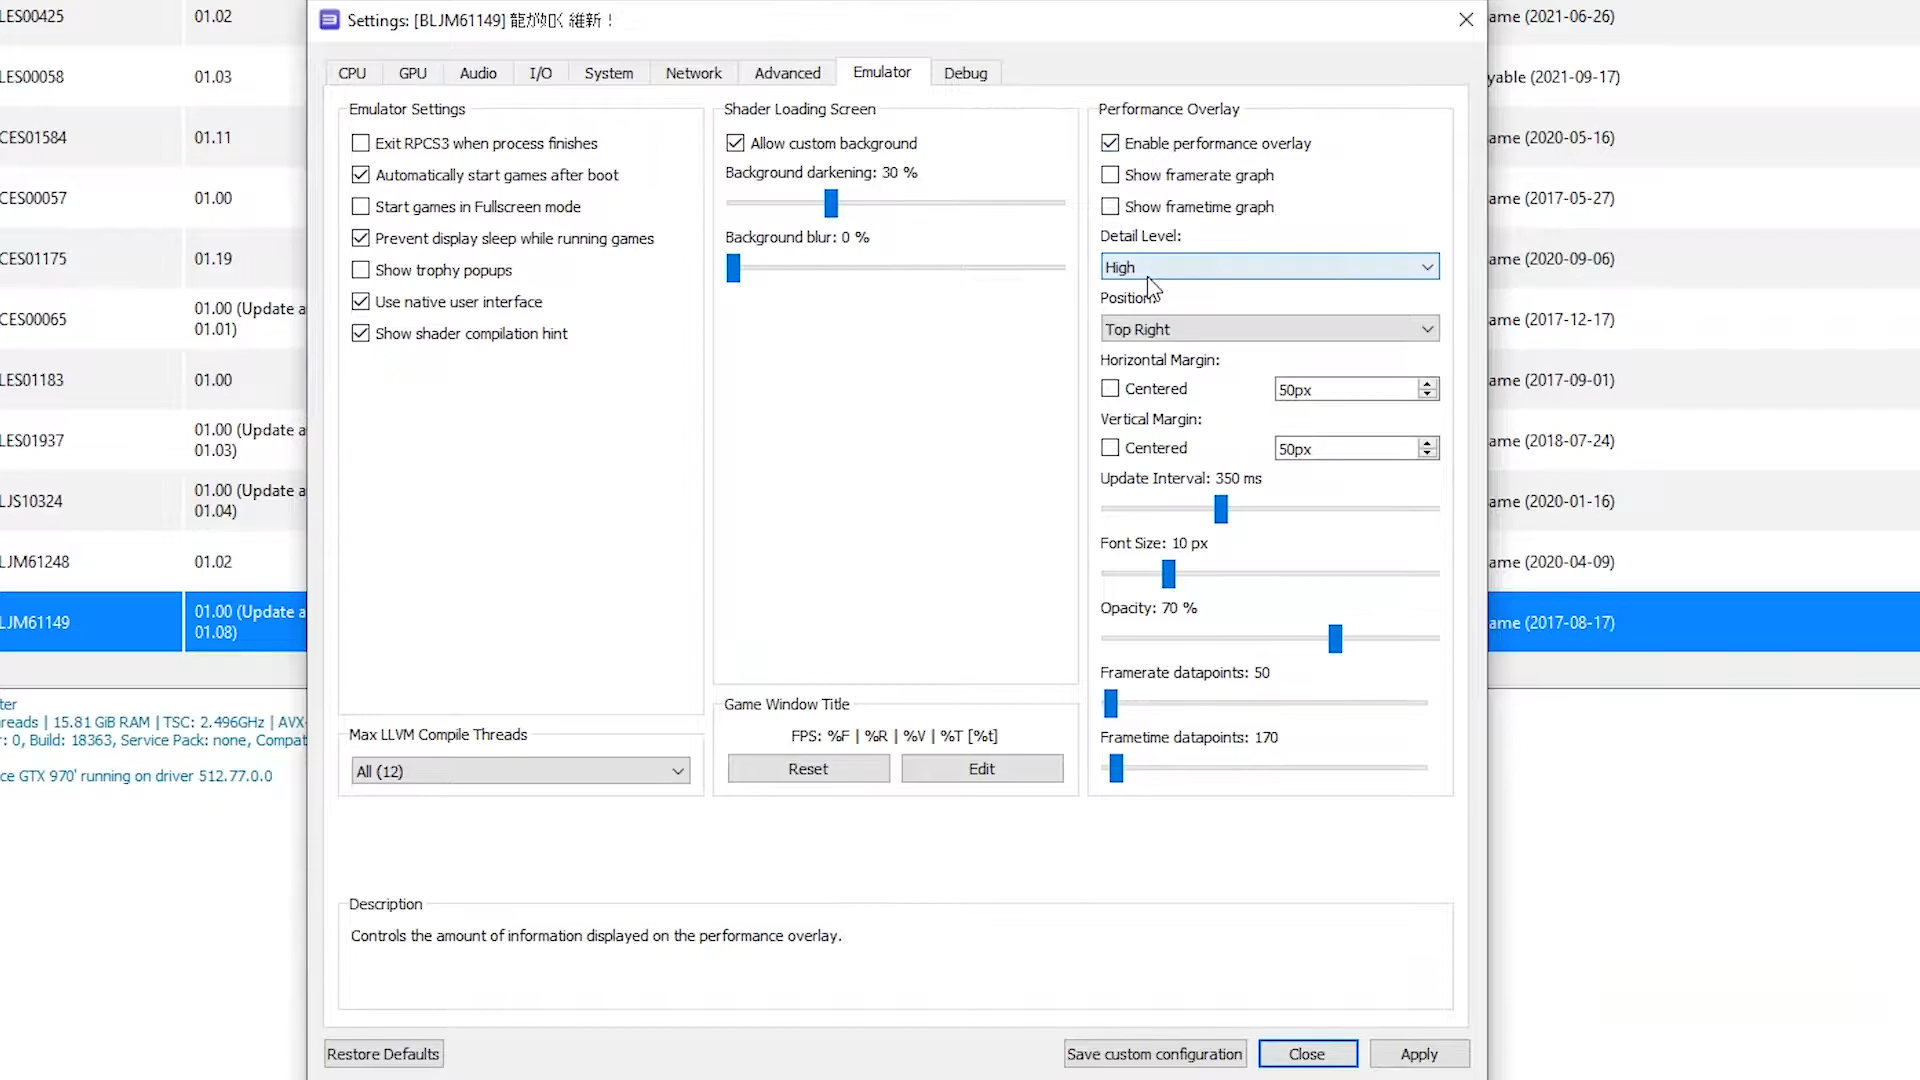 Settings: [BLJM61149] 龍が如く 維新！
CPU
GPU
Audio
I/O
System
Network
Advanced
Emulator
Debug
Emulator Settings
Exit RPCS3 when process finishes
Automatically start games after boot
Start games in Fullscreen mode
Prevent display sleep while running games
Show trophy popups
Use native user interface
Show shader compilation hint
Max LLVM Compile Threads
All (12)
Shader Loading Screen
Allow custom background
Background darkening: 30 %
Background blur: 0 %
Game Window Title
FPS: %F | %R | %V | %T [%t]
Reset
Edit
Performance Overlay
Enable performance overlay
Show framerate graph
Show frametime graph
Detail Level:
High
Position:
Top Right
Horizontal Margin:
Centered
50px
Vertical Margin:
Centered
50px
Update Interval: 350 ms
Font Size: 10 px
Opacity: 70 %
Framerate datapoints: 50
Frametime datapoints: 170
Description
Controls the amount of information displayed on the performance overlay.
Restore Defaults
Save custom configuration
Close
Apply
LES00425
01.02
ame (2021-06-26)
LES00058
01.03
yable (2021-09-17)
CES01584
01.11
ame (2020-05-16)
CES00057
01.00
ame (2017-05-27)
CES01175
01.19
ame (2020-09-06)
CES00065
01.00 (Update a
01.01)
ame (2017-12-17)
LES01183
01.00
ame (2017-09-01)
LES01937
01.00 (Update a
01.03)
ame (2018-07-24)
LJS10324
01.00 (Update a
01.04)
ame (2020-01-16)
LJM61248
01.02
ame (2020-04-09)
LJM61149
01.00 (Update a
01.08)
ame (2017-08-17)
ter
reads | 15.81 GiB RAM | TSC: 2.496GHz | AVX-
r: 0, Build: 18363, Service Pack: none, Compat
ce GTX 970' running on driver 512.77.0.0